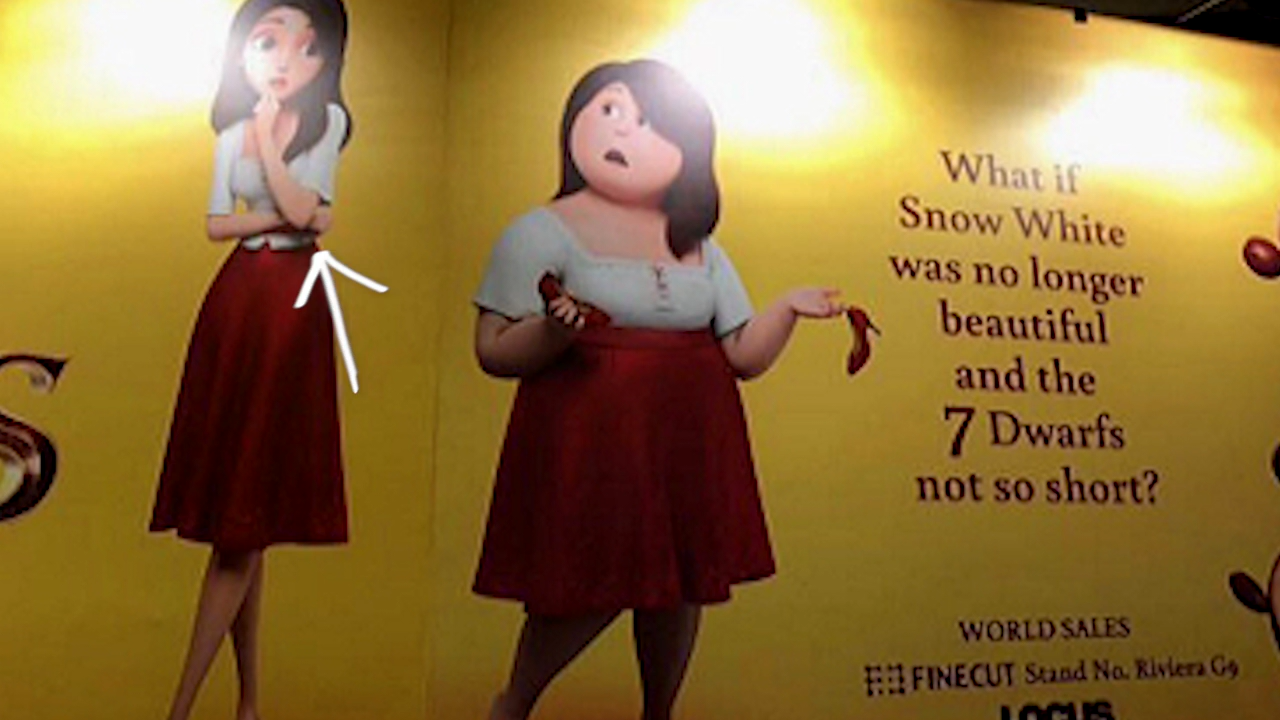 S
What if
Snow White
was no longer
beautiful
and the
7 Dwarfs
not so short?
WORLD SALES
FINECUT Stand No. Riviera G9
LOCUS